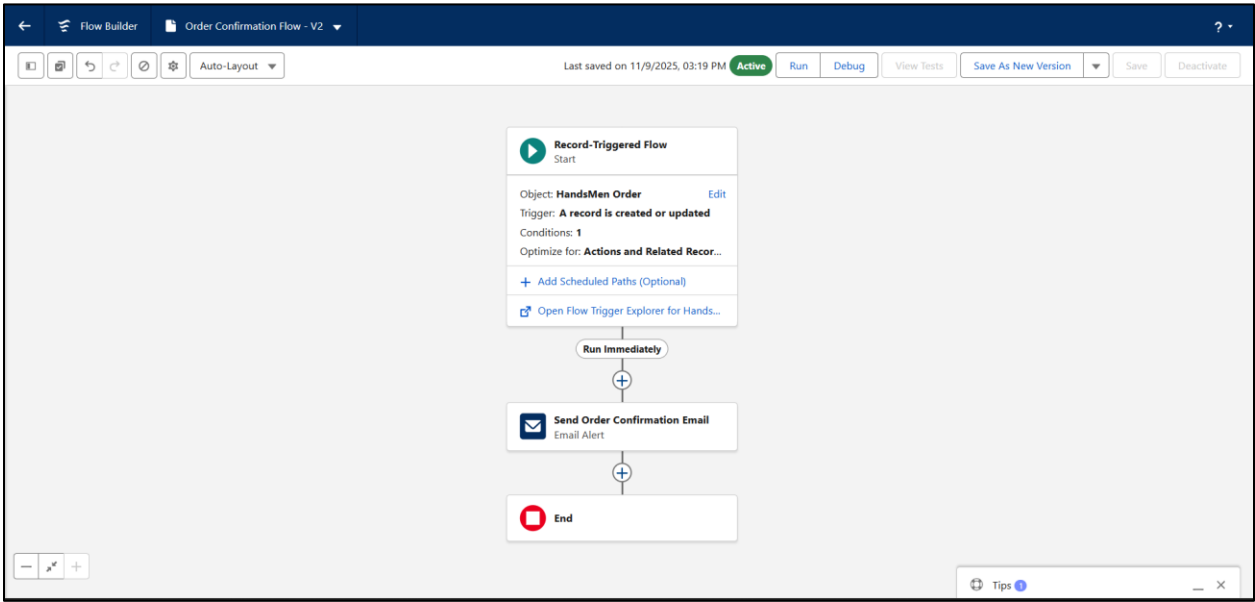 Flow Builder
Order Confirmation Flow - V2
?
Auto-Layout
Last saved on 11/9/2025, 03:19 PM
Active
Run
Debug
View Tests
Save As New Version
Save
Deactivate
Record-Triggered Flow
Start
Object: HandsMen Order
Edit
Trigger: A record is created or updated
Conditions: 1
Optimize for: Actions and Related Recor...
+ Add Scheduled Paths (Optional)
Open Flow Trigger Explorer for Hands...
Run Immediately
Send Order Confirmation Email
Email Alert
End
Tips 1